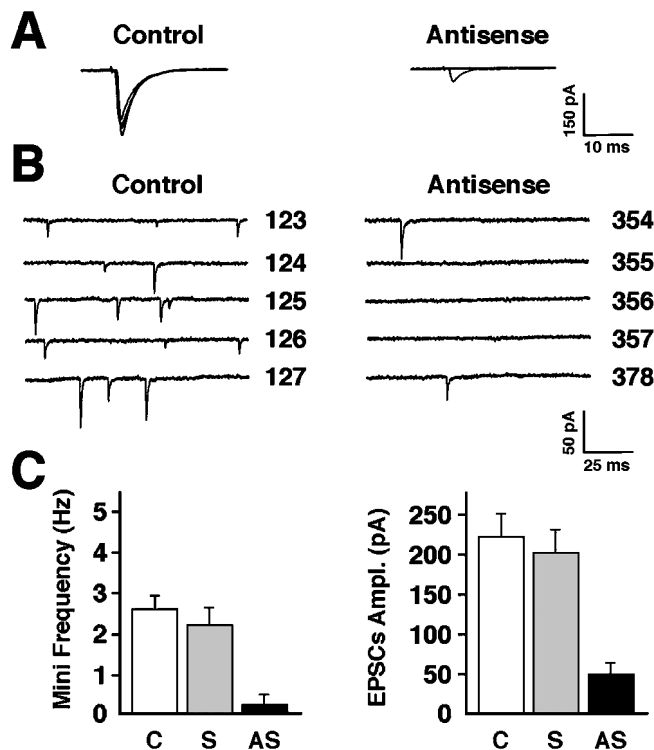 A
Control
Antisense
150 pA
10 ms
B
Control
Antisense
123
354
124
355
125
356
126
357
127
378
50 pA
25 ms
C
Mini Frequency (Hz)
5
4
3
2
1
0
C S AS
EPSCs Ampl. (pA)
250
200
150
100
50
0
C S AS